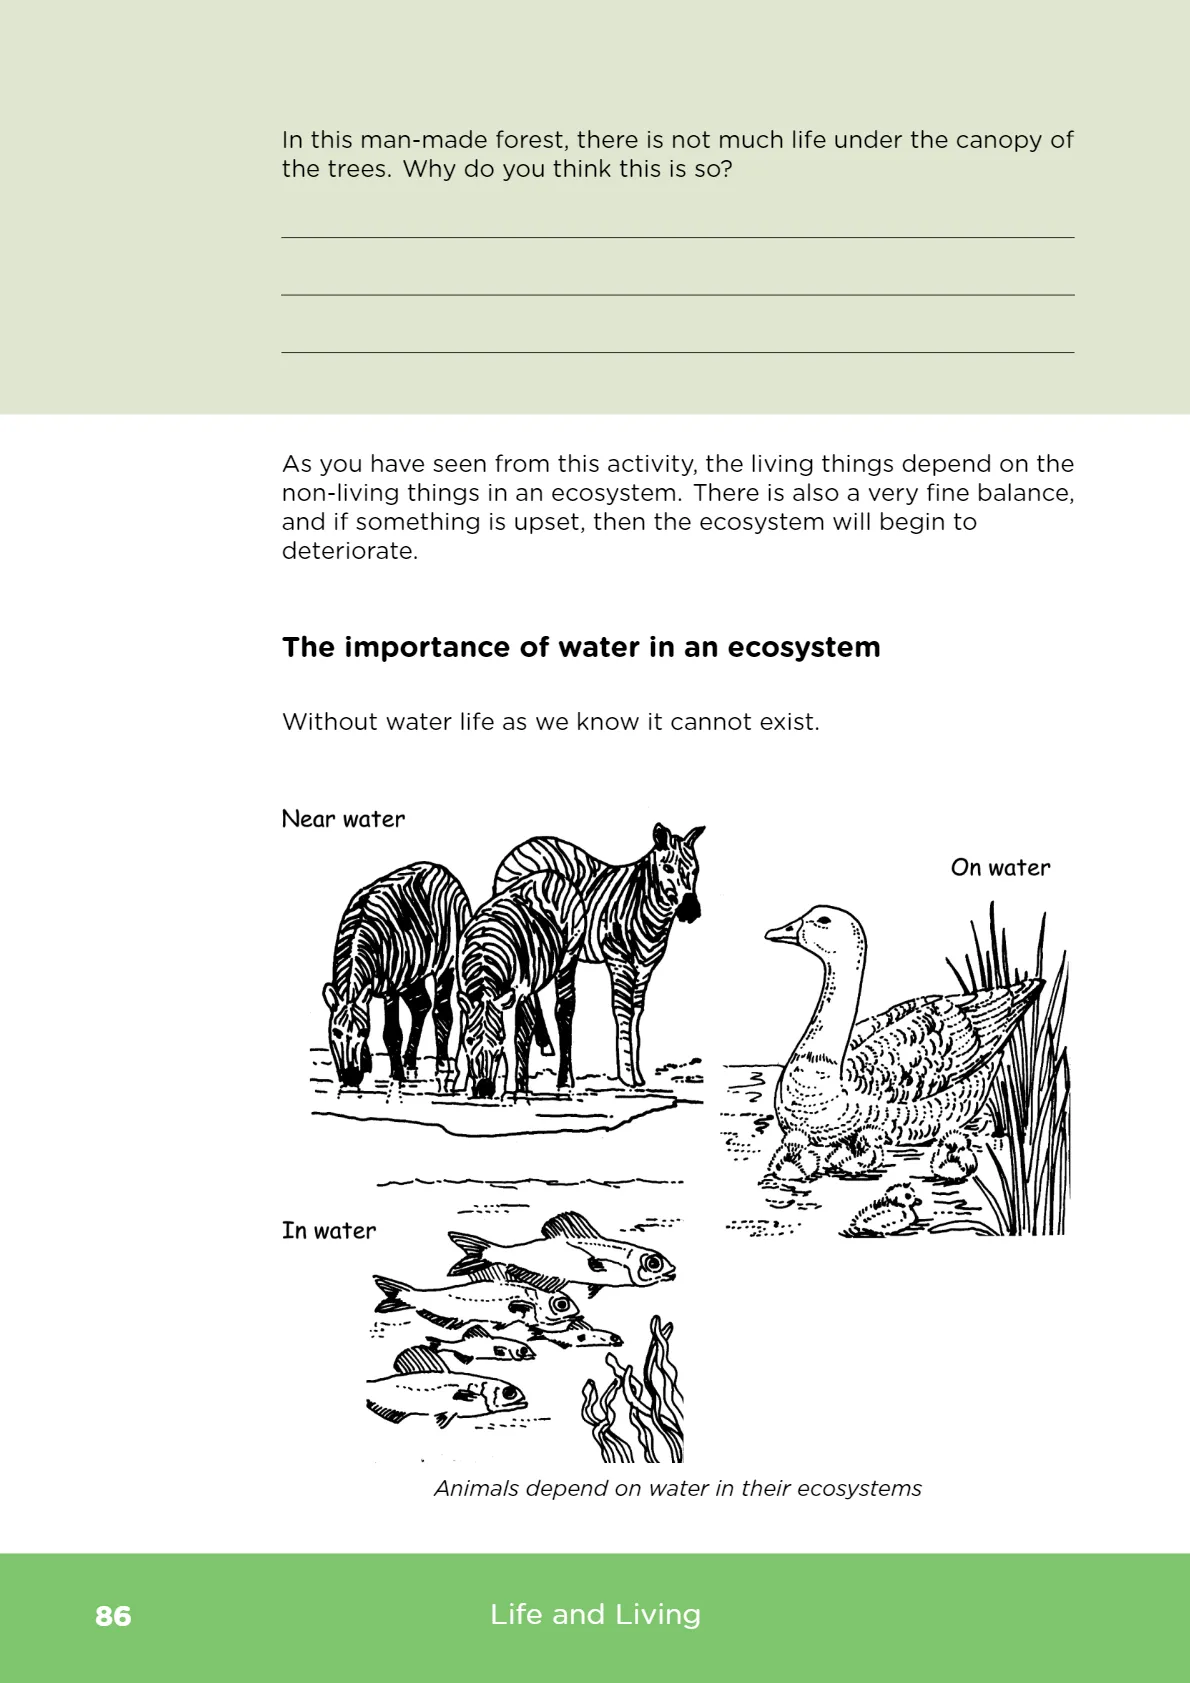 In this man-made forest, there is not much life under the canopy of
the trees. Why do you think this is so?
As you have seen from this activity, the living things depend on the
non-living things in an ecosystem. There is also a very fine balance,
and if something is upset, then the ecosystem will begin to
deteriorate.
The importance of water in an ecosystem
Without water life as we know it cannot exist.
Near water
On water
In water
Animals depend on water in their ecosystems
86
Life and Living